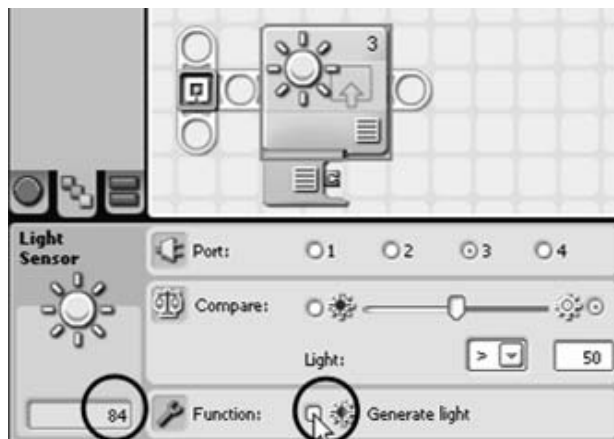 3
Light
Sensor
Port: 1 2 3 4
Compare:
Light: > 50
84 Function: Generate light